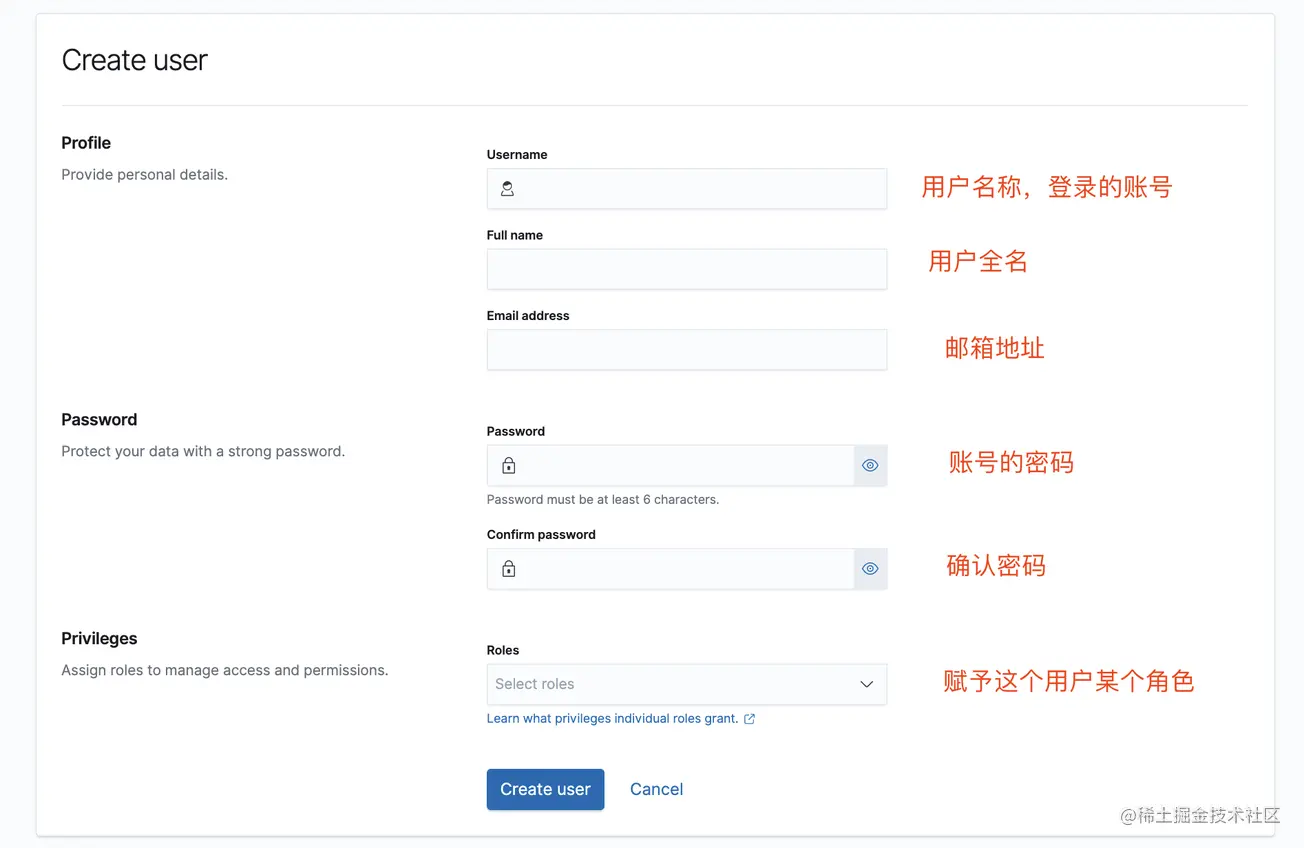 Create user
Profile
Provide personal details.
Username
用户名称，登录的账号
Full name
用户全名
Email address
邮箱地址
Password
Protect your data with a strong password.
Password
账号的密码
Password must be at least 6 characters.
Confirm password
确认密码
Privileges
Assign roles to manage access and permissions.
Roles
Select roles
赋予这个用户某个角色
Learn what privileges individual roles grant.
Create user
Cancel
@稀土掘金技术社区